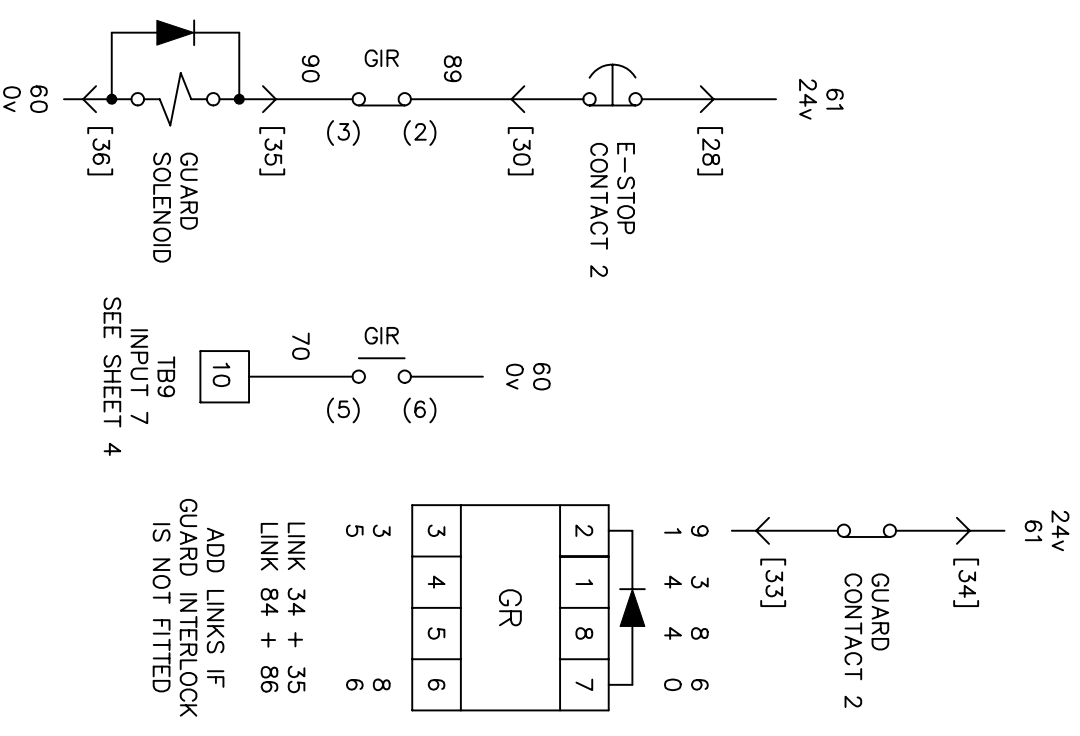 24v
61
[34]
GUARD
CONTACT 2
[33]
61
24v
[28]
E-STOP
CONTACT 2
[30]
89
(2)
GIR
(3)
90
[35]
GUARD
SOLENOID
[36]
60
0v
60
0v
(6)
GIR
(5)
70
10
TB9
INPUT 7
SEE SHEET 4
9 3 8 6
1 4 4 0
2 1 8 7
GR
3 4 5 6
3 8
5 6
LINK 34 + 35
LINK 84 + 86
ADD LINKS IF
GUARD INTERLOCK
IS NOT FITTED